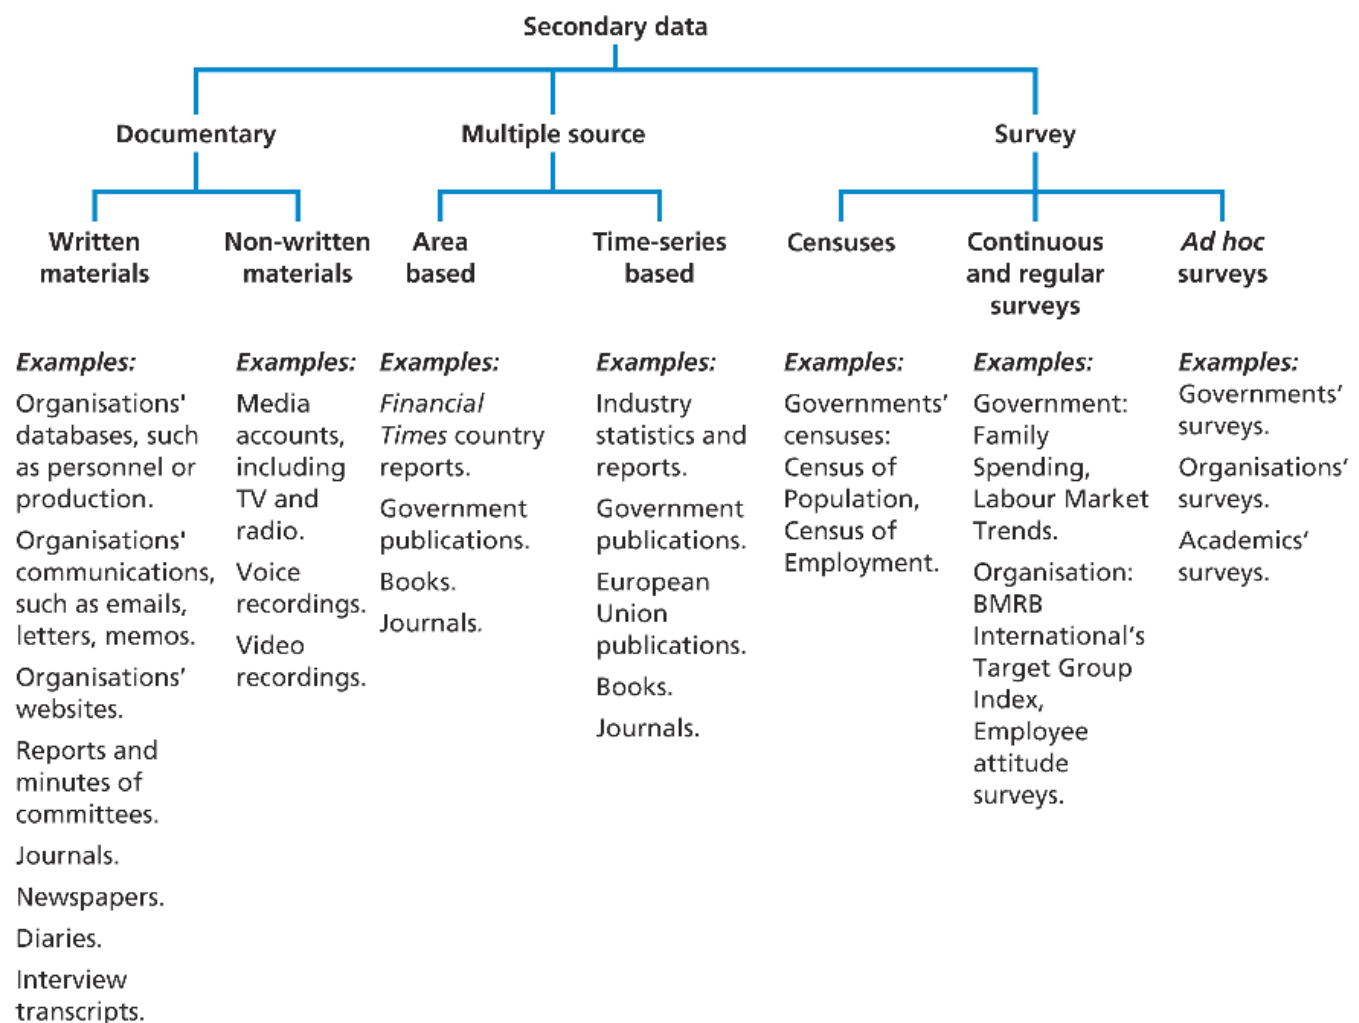 Secondary data
Documentary
Multiple source
Survey
Written
materials
Non-written
materials
Area
based
Time-series
based
Censuses
Continuous
and regular
surveys
Ad hoc
surveys
Examples:
Organisations'
databases, such
as personnel or
production.
Organisations'
communications,
such as emails,
letters, memos.
Organisations’
websites.
Reports and
minutes of
committees.
Journals.
Newspapers.
Diaries.
Interview
transcripts.
Examples:
Media
accounts,
including
TV and
radio.
Voice
recordings.
Video
recordings.
Examples:
Financial
Times country
reports.
Government
publications.
Books.
Journals.
Examples:
Industry
statistics and
reports.
Government
publications.
European
Union
publications.
Books.
Journals.
Examples:
Governments’
censuses:
Census of
Population,
Census of
Employment.
Examples:
Government:
Family
Spending,
Labour Market
Trends.
Organisation:
BMRB
International’s
Target Group
Index,
Employee
attitude
surveys.
Examples:
Governments’
surveys.
Organisations’
surveys.
Academics’
surveys.